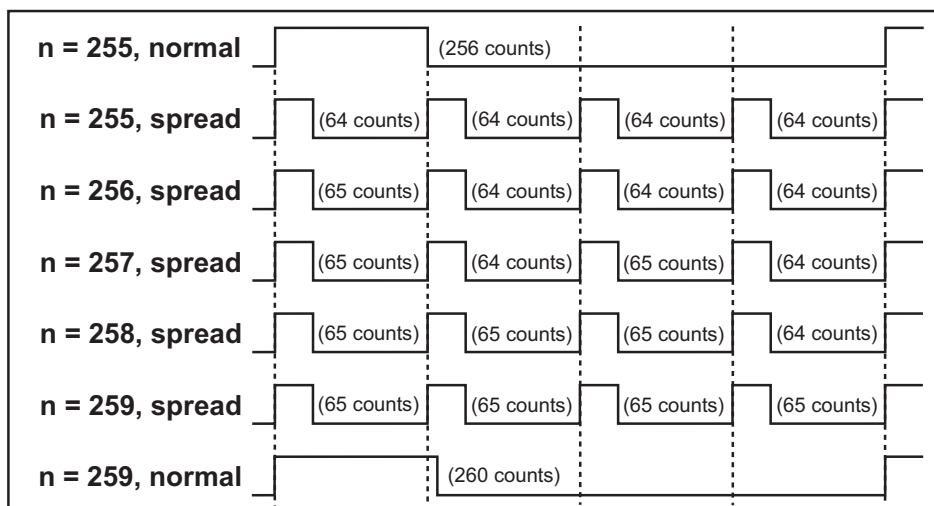 n = 255, normal (256 counts)
n = 255, spread (64 counts) (64 counts) (64 counts) (64 counts)
n = 256, spread (65 counts) (64 counts) (64 counts) (64 counts)
n = 257, spread (65 counts) (64 counts) (65 counts) (64 counts)
n = 258, spread (65 counts) (65 counts) (65 counts) (64 counts)
n = 259, spread (65 counts) (65 counts) (65 counts) (65 counts)
n = 259, normal (260 counts)